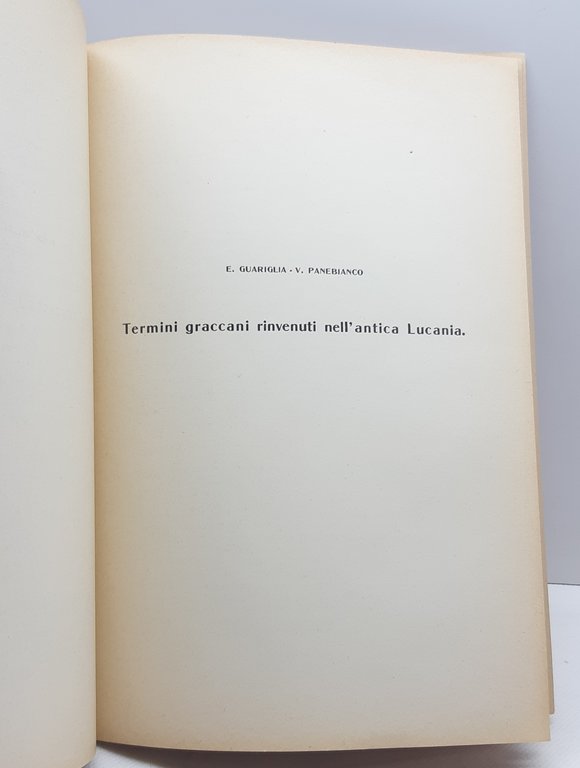 E. GUARIGLIA - V. PANEBIANCO
Termini graccani rinvenuti nell'antica Lucania.